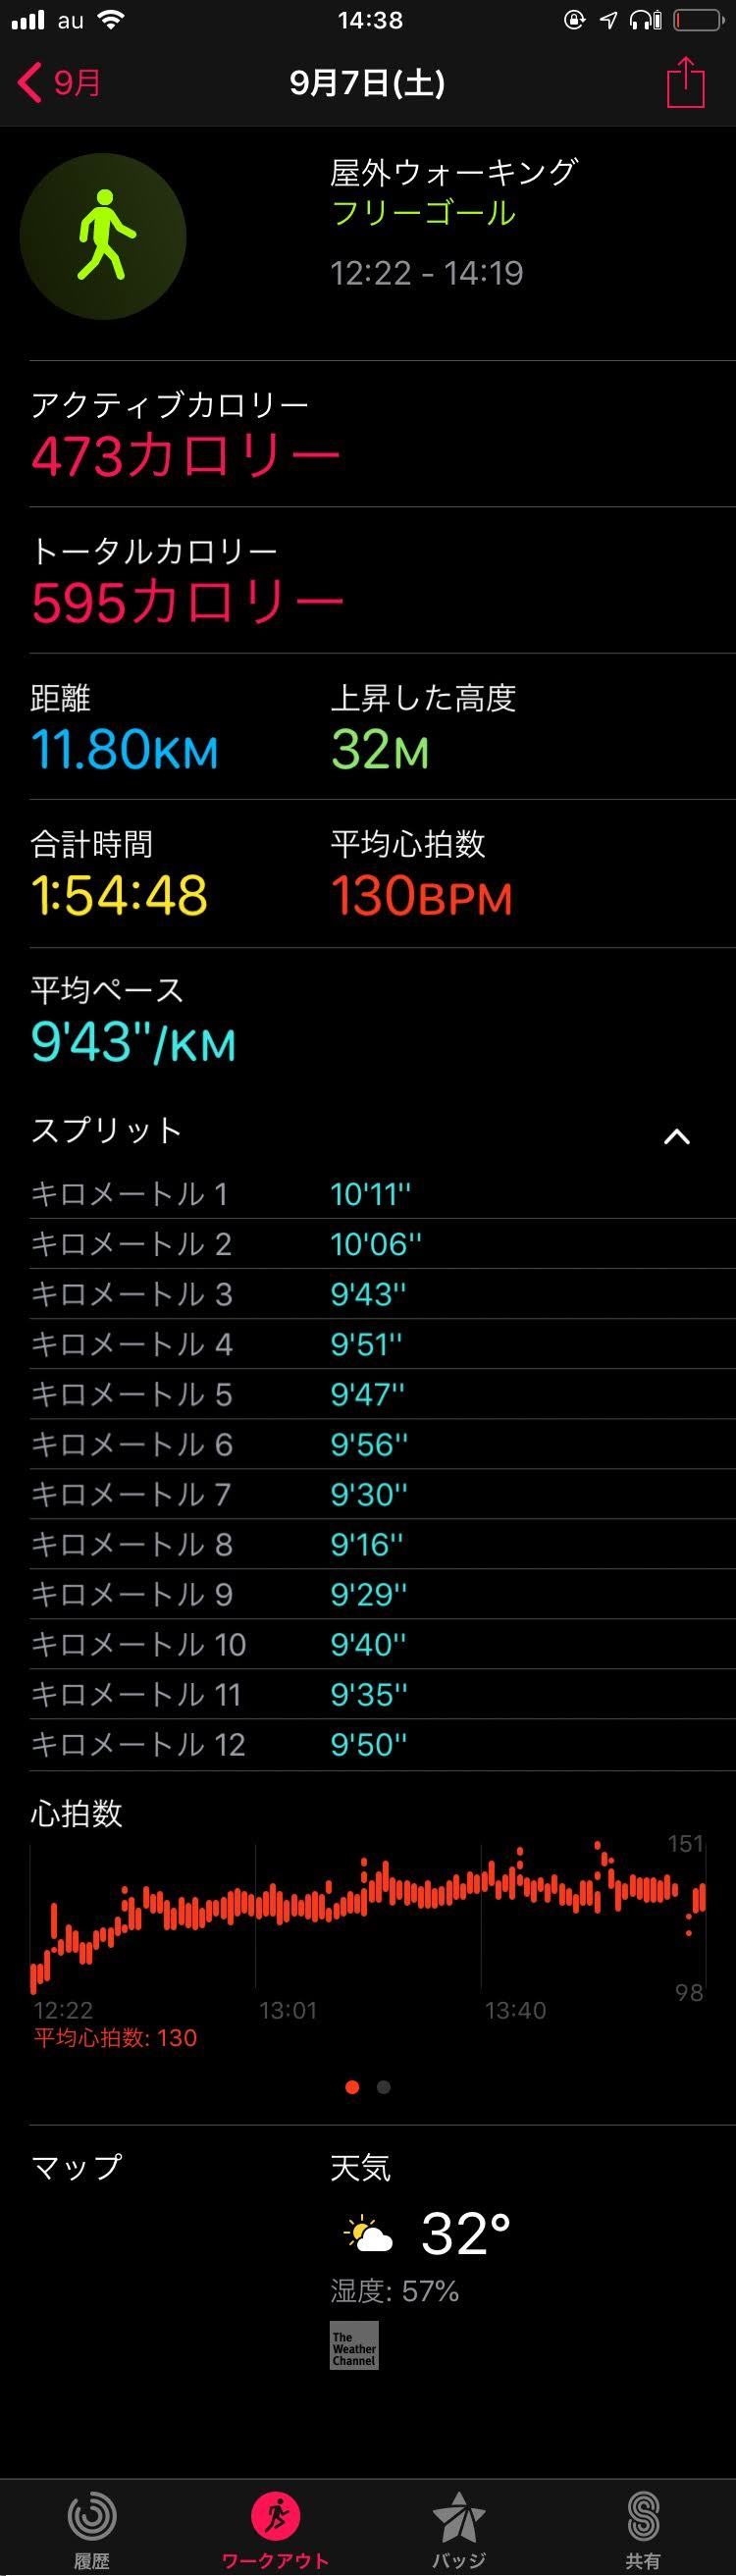 au 14:38
9月 9月7日(土)
屋外ウォーキング
フリーゴール
12:22 - 14:19
アクティブカロリー
473カロリー
トータルカロリー
595カロリー
距離 上昇した高度
11.80KM 32M
合計時間 平均心拍数
1:54:48 130BPM
平均ペース
9'43"/KM
スプリット
キロメートル 1 10'11"
キロメートル 2 10'06"
キロメートル 3 9'43"
キロメートル 4 9'51"
キロメートル 5 9'47"
キロメートル 6 9'56"
キロメートル 7 9'30"
キロメートル 8 9'16"
キロメートル 9 9'29"
キロメートル 10 9'40"
キロメートル 11 9'35"
キロメートル 12 9'50"
心拍数
151
98
12:22 13:01 13:40
平均心拍数: 130
マップ 天気
32°
湿度: 57%
The
Weather
Channel
履歴 ワークアウト バッジ 共有